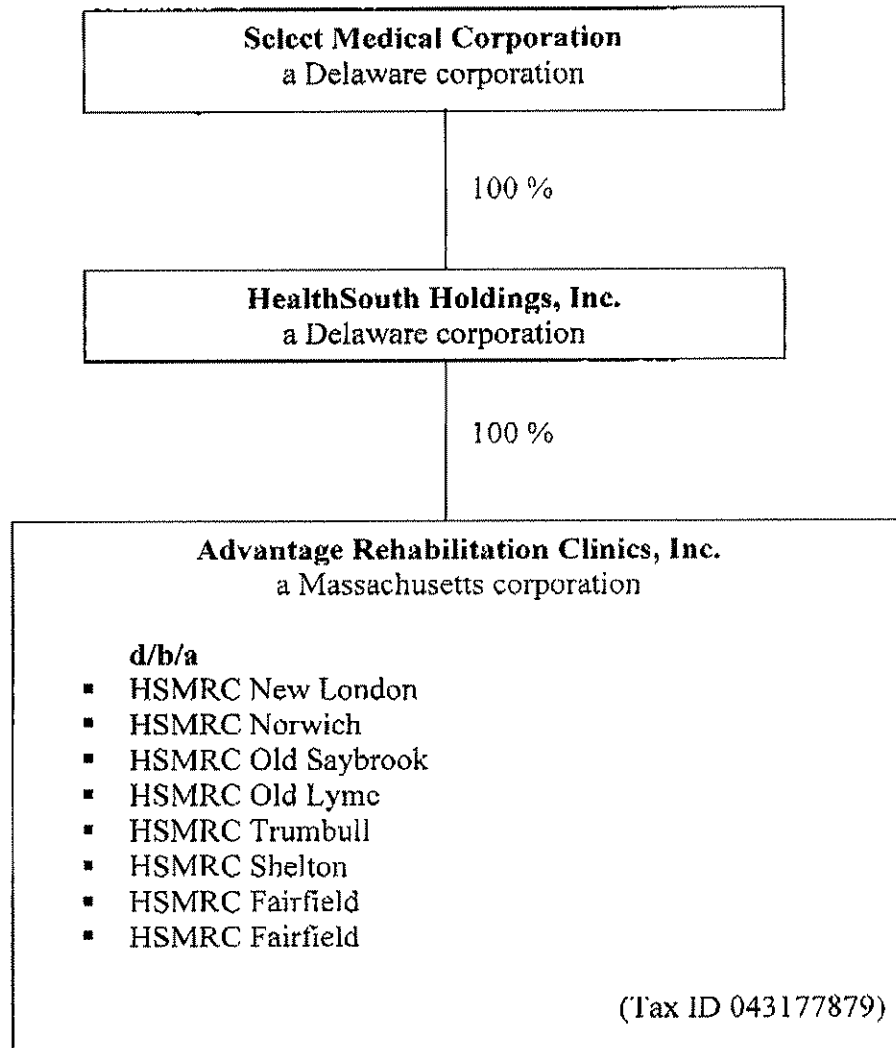 Select Medical Corporation
a Delaware corporation
100 %
HealthSouth Holdings, Inc.
a Delaware corporation
100 %
Advantage Rehabilitation Clinics, Inc.
a Massachusetts corporation
d/b/a
▪ HSMRC New London
▪ HSMRC Norwich
▪ HSMRC Old Saybrook
▪ HSMRC Old Lyme
▪ HSMRC Trumbull
▪ HSMRC Shelton
▪ HSMRC Fairfield
▪ HSMRC Fairfield
(Tax ID 043177879)